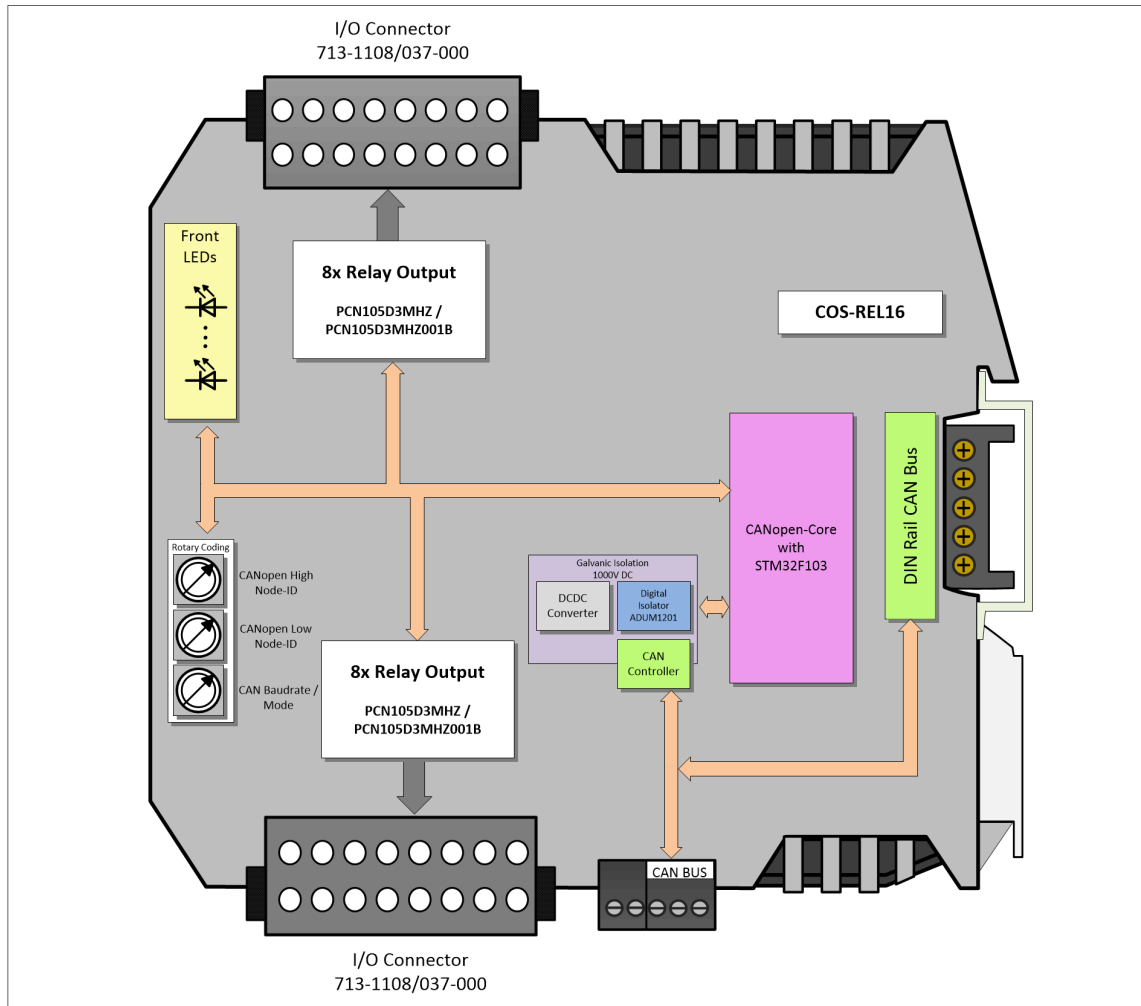 I/O Connector
713-1108/037-000
Front
LEDs
8x Relay Output
PCN105D3MHZ /
PCN105D3MHZ001B
COS-REL16
CANopen-Core
with
STM32F103
DIN Rail CAN Bus
Galvanic Isolation
1000V DC
DCDC
Converter
Digital
Isolator
ADUM1201
CAN
Controller
Rotary Coding
CANopen High
Node-ID
CANopen Low
Node-ID
CAN Baudrate /
Mode
8x Relay Output
PCN105D3MHZ /
PCN105D3MHZ001B
CAN BUS
I/O Connector
713-1108/037-000